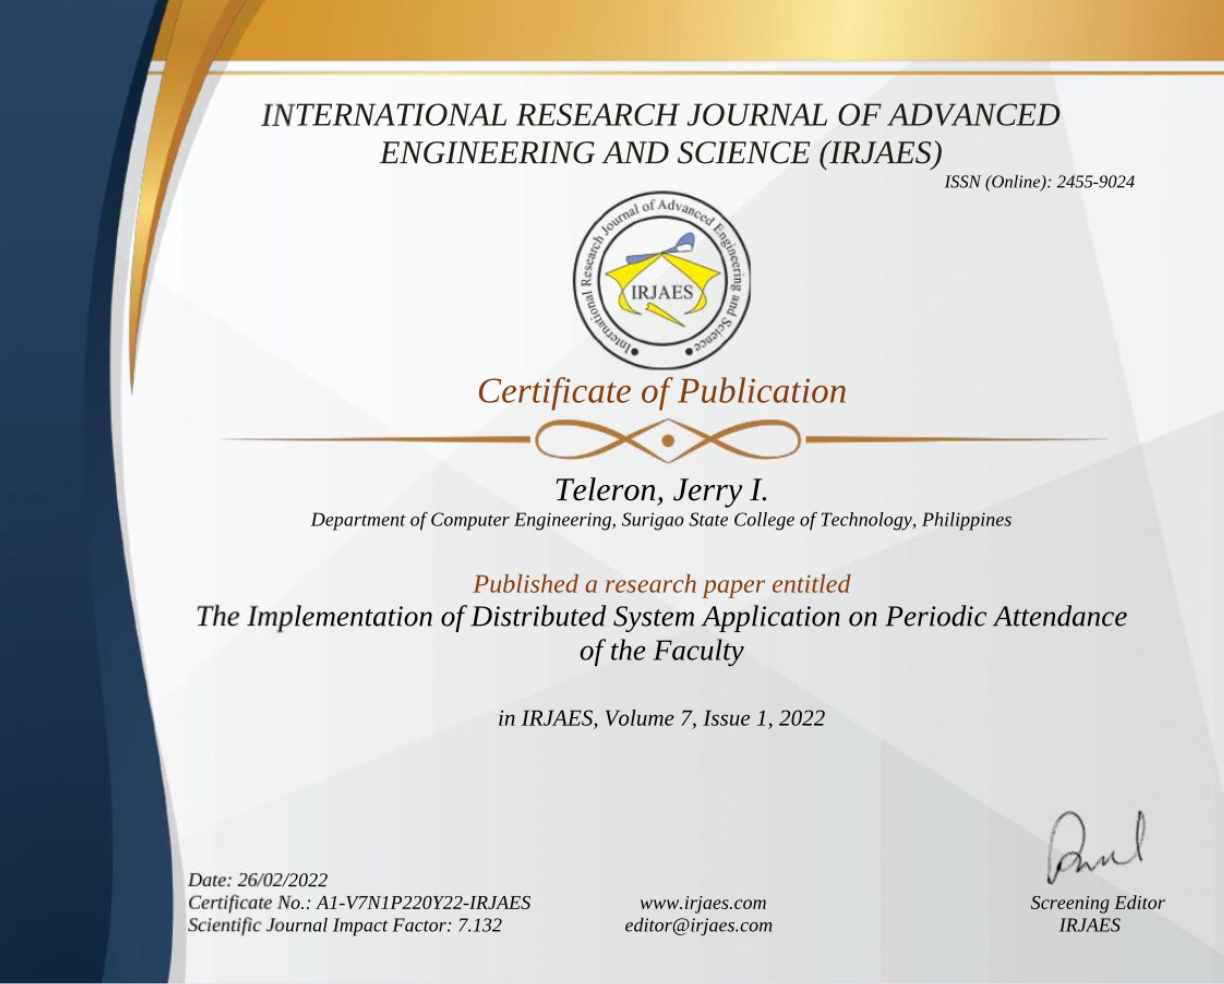 INTERNATIONAL RESEARCH JOURNAL OF ADVANCED
ENGINEERING AND SCIENCE (IRJAES)
ISSN (Online): 2455-9024
International Research Journal of Advanced Engineering and Science
IRJAES
Certificate of Publication
Teleron, Jerry I.
Department of Computer Engineering, Surigao State College of Technology, Philippines
Published a research paper entitled
The Implementation of Distributed System Application on Periodic Attendance
of the Faculty
in IRJAES, Volume 7, Issue 1, 2022
Date: 26/02/2022
Certificate No.: A1-V7N1P220Y22-IRJAES
Scientific Journal Impact Factor: 7.132
www.irjaes.com
editor@irjaes.com
Screening Editor
IRJAES